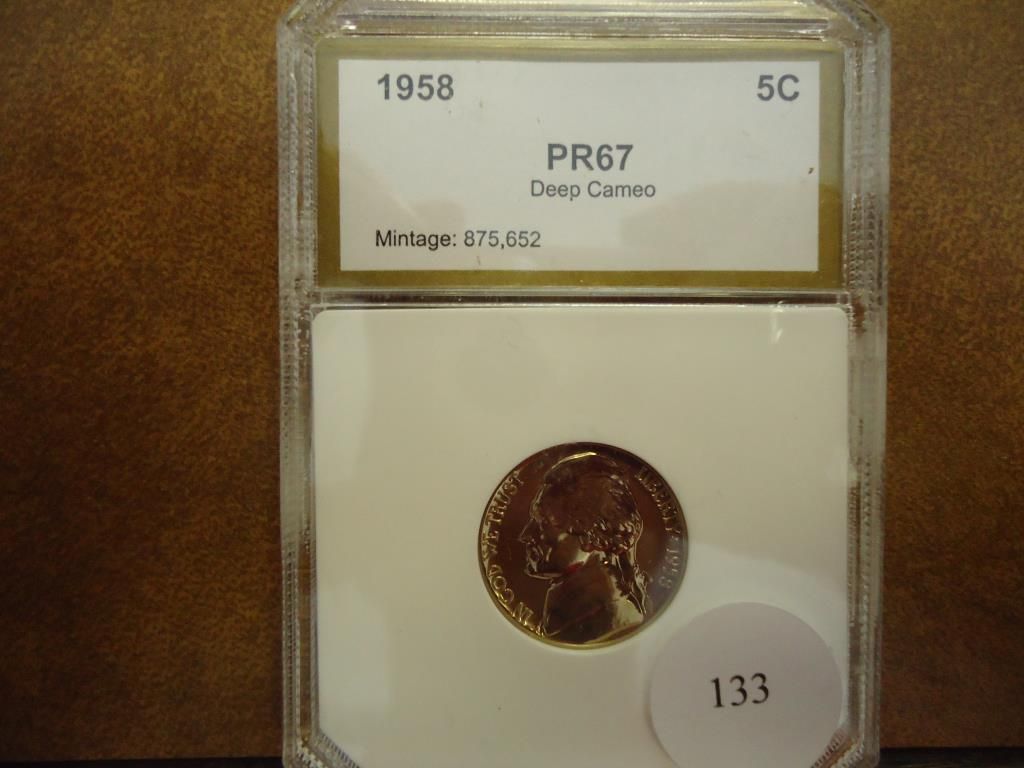 1958 5C
PR67
Deep Cameo
Mintage: 875,652
IN GOD WE TRUST
LIBERTY 1958
133